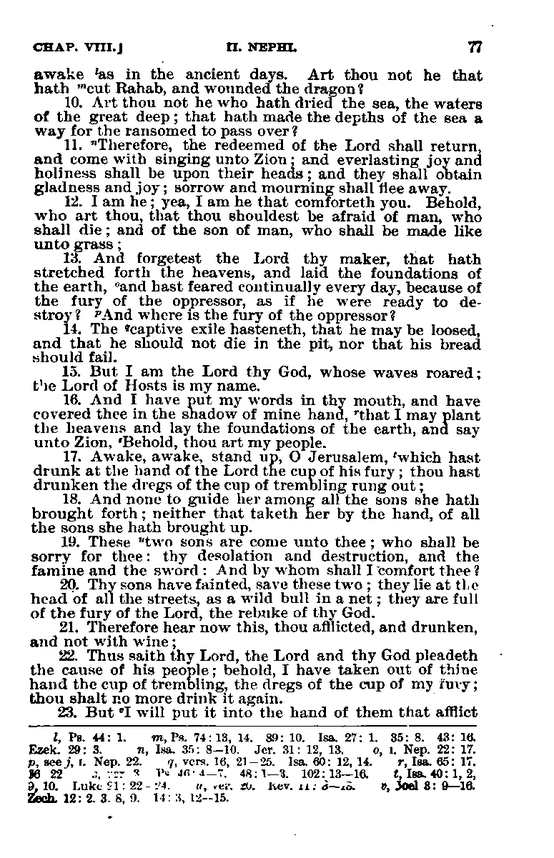 CHAP. VIII.] II. NEPHI. 77
awake ˡas in the ancient days. Art thou not he that
hath ᵐcut Rahab, and wounded the dragon?
10. Art thou not he who hath dried the sea, the waters
of the great deep; that hath made the depths of the sea a
way for the ransomed to pass over?
11. ⁿTherefore, the redeemed of the Lord shall return,
and come with singing unto Zion; and everlasting joy and
holiness shall be upon their heads; and they shall obtain
gladness and joy; sorrow and mourning shall flee away.
12. I am he; yea, I am he that comforteth you. Behold,
who art thou, that thou shouldest be afraid of man, who
shall die; and of the son of man, who shall be made like
unto grass;
13. And forgetest the Lord thy maker, that hath
stretched forth the heavens, and laid the foundations of
the earth, ᵒand hast feared continually every day, because of
the fury of the oppressor, as if he were ready to de-
stroy? ᵖAnd where is the fury of the oppressor?
14. The qcaptive exile hasteneth, that he may be loosed,
and that he should not die in the pit, nor that his bread
should fail.
15. But I am the Lord thy God, whose waves roared;
the Lord of Hosts is my name.
16. And I have put my words in thy mouth, and have
covered thee in the shadow of mine hand, ʳthat I may plant
the heavens and lay the foundations of the earth, and say
unto Zion, ˢBehold, thou art my people.
17. Awake, awake, stand up, O Jerusalem, ᵗwhich hast
drunk at the hand of the Lord the cup of his fury; thou hast
drunken the dregs of the cup of trembling rung out;
18. And none to guide her among all the sons she hath
brought forth; neither that taketh her by the hand, of all
the sons she hath brought up.
19. These ᵘtwo sons are come unto thee; who shall be
sorry for thee: thy desolation and destruction, and the
famine and the sword: And by whom shall I comfort thee?
20. Thy sons have fainted, save these two; they lie at the
head of all the streets, as a wild bull in a net; they are full
of the fury of the Lord, the rebuke of thy God.
21. Therefore hear now this, thou afflicted, and drunken,
and not with wine;
22. Thus saith thy Lord, the Lord and thy God pleadeth
the cause of his people; behold, I have taken out of thine
hand the cup of trembling, the dregs of the cup of my fury;
thou shalt no more drink it again.
23. But ᵛI will put it into the hand of them that afflict
l, Ps. 44: 1. m, Ps. 74: 13, 14. 89: 10. Isa. 27: 1. 35: 8. 43: 16.
Ezek. 29: 3. n, Isa. 35: 8—10. Jer. 31: 12, 13. o, I. Nep. 22: 17.
p, see j, I. Nep. 22. q, vers. 16, 21—25. Isa. 60: 12, 14. r, Isa. 65: 17.
22 48: 1—3. 102: 13—16. t, Isa. 40: 1, 2,
9, 10. Luke 21: 22-24. u, ver. 20. Rev. 11: v, Joel 3: 9—16.
Zech. 12: 2, 3, 8, 9. 14: 3, 12—15.